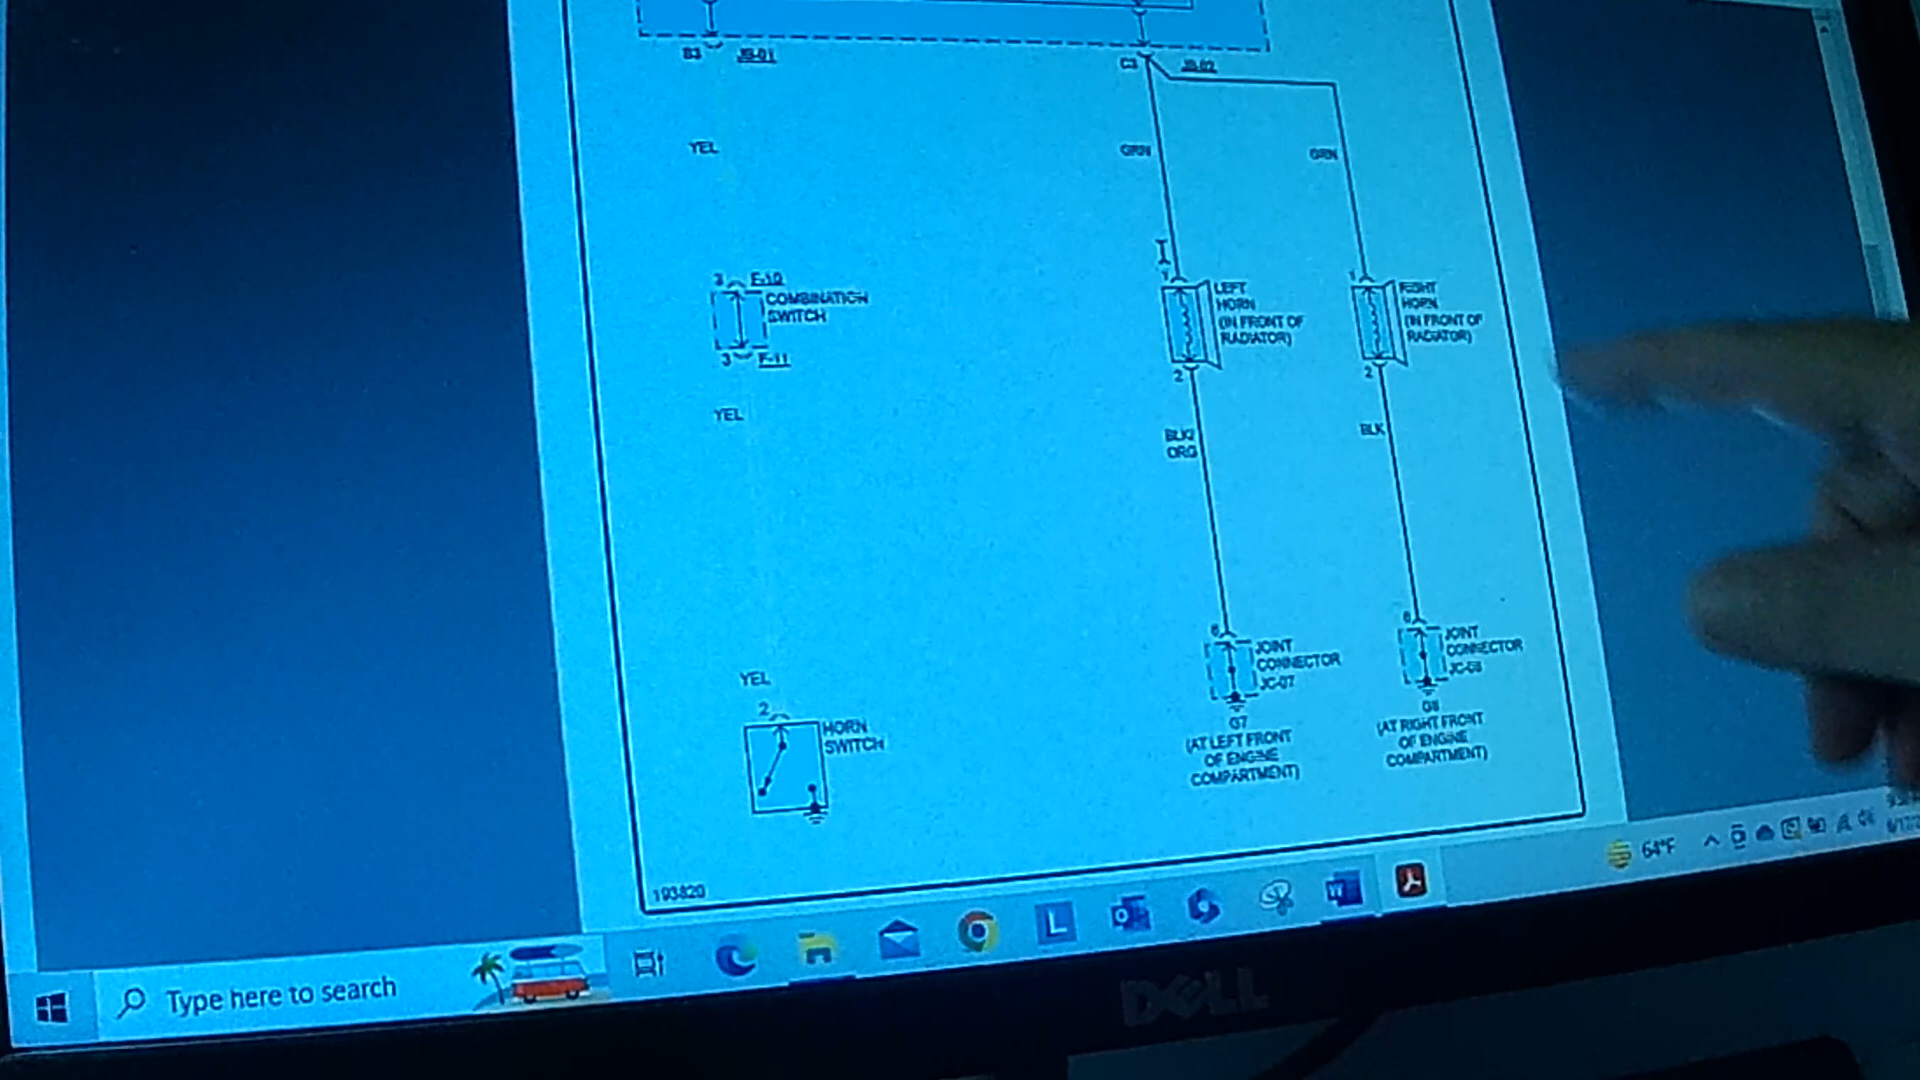 B3 JB-01
C3 JB-02
YEL
GRN
GRN
3 F-10
COMBINATION
SWITCH
3 F-11
YEL
1
LEFT
HORN
(IN FRONT OF
RADIATOR)
2
1
RIGHT
HORN
(IN FRONT OF
RADIATOR)
2
BLK/
ORG
BLK
6
JOINT
CONNECTOR
JC-07
G7
(AT LEFT FRONT
OF ENGINE
COMPARTMENT)
6
JOINT
CONNECTOR
G8
(AT RIGHT FRONT
OF ENGINE
COMPARTMENT)
YEL
2
HORN
SWITCH
193820
64°F
Type here to search
DELL